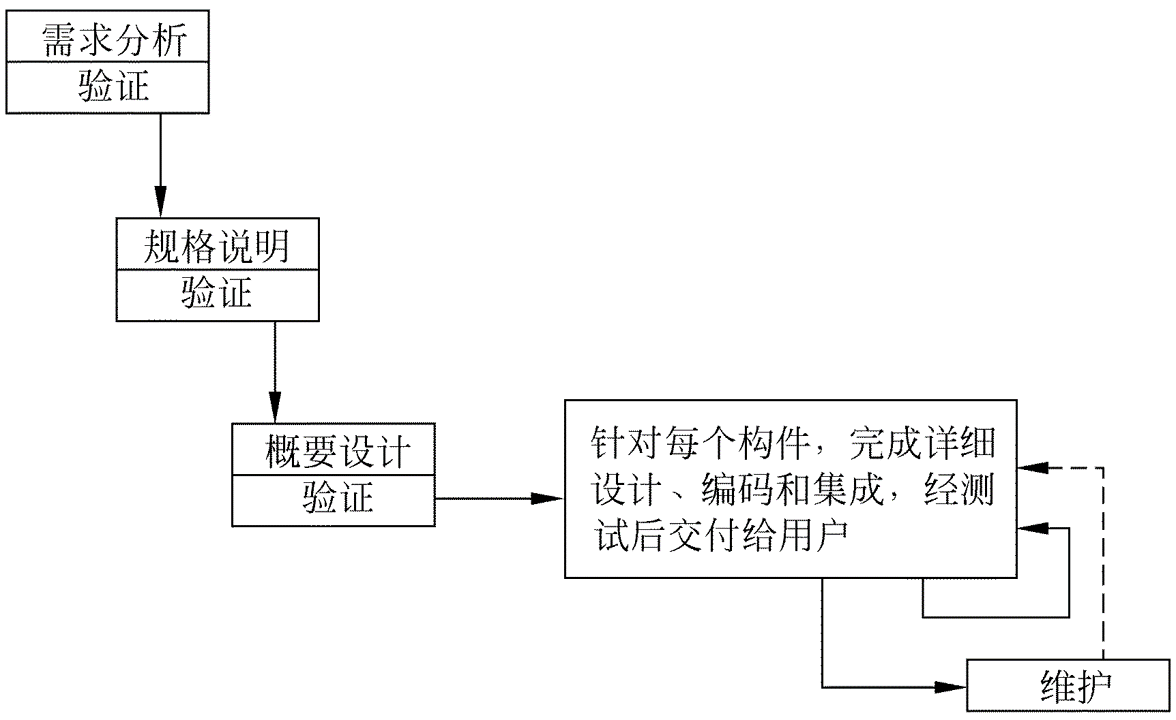 需求分析
验证
规格说明
验证
概要设计
验证
针对每个构件，完成详细
设计、编码和集成，经测
试后交付给用户
维护